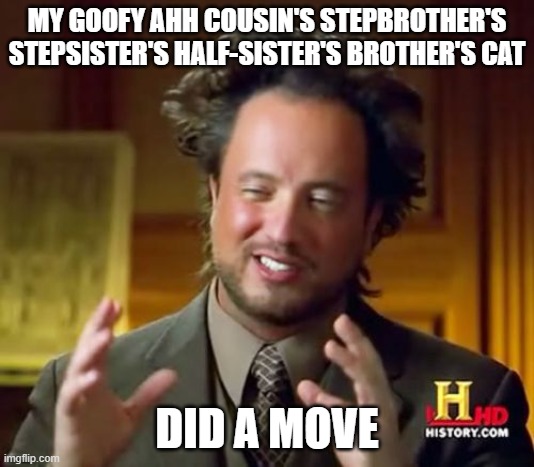 MY GOOFY AHH COUSIN'S STEPBROTHER'S
STEPSISTER'S HALF-SISTER'S BROTHER'S CAT
DID A MOVE
H HD
HISTORY.COM
imgflip.com